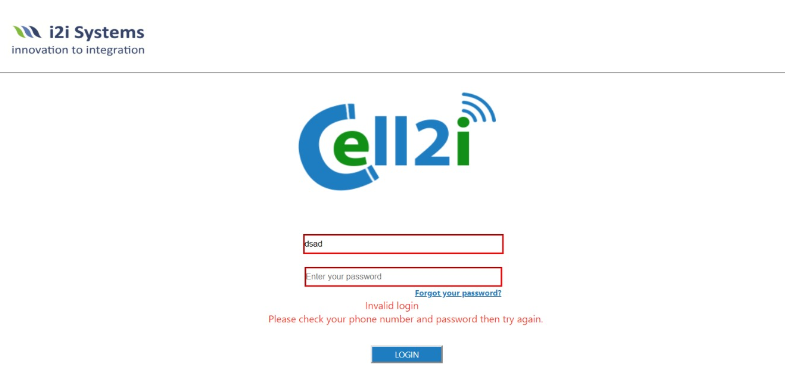 i2i Systems
innovation to integration
Cell2i
dsad
Enter your password
Forgot your password?
Invalid login
Please check your phone number and password then try again.
LOGIN